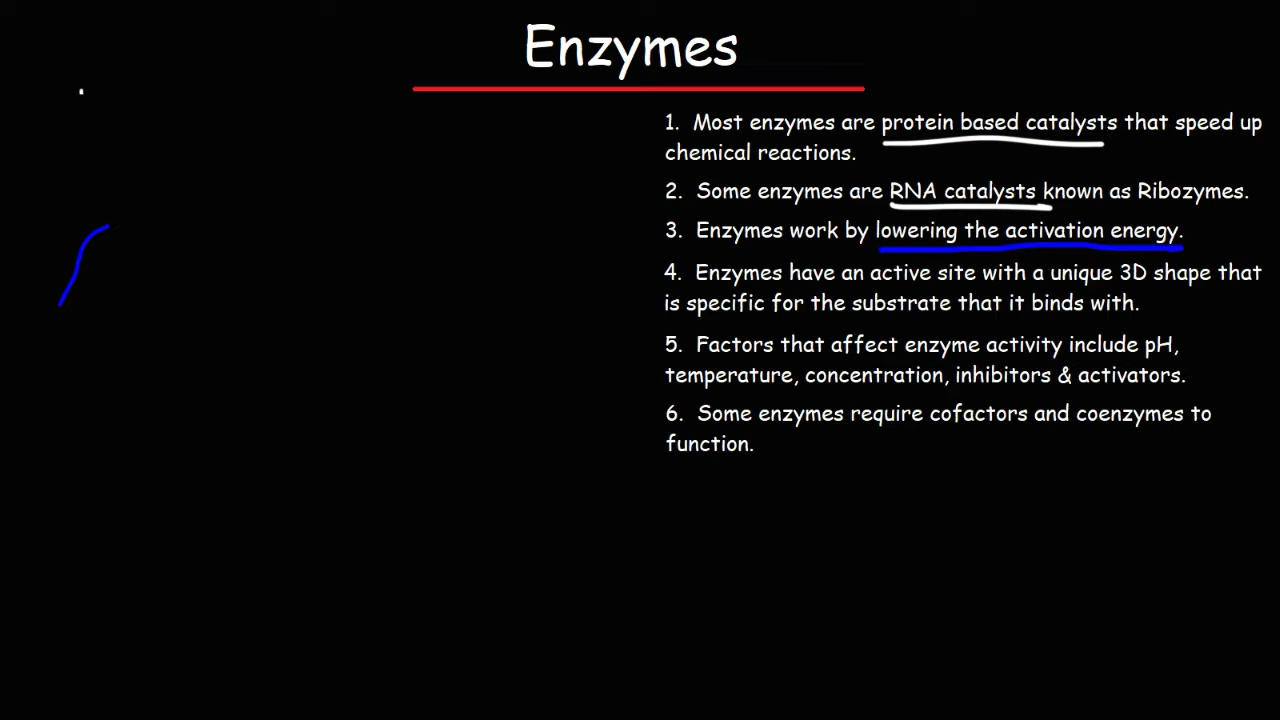 Enzymes
1. Most enzymes are protein based catalysts that speed up
chemical reactions.
2. Some enzymes are RNA catalysts known as Ribozymes.
3. Enzymes work by lowering the activation energy.
4. Enzymes have an active site with a unique 3D shape that
is specific for the substrate that it binds with.
5. Factors that affect enzyme activity include pH,
temperature, concentration, inhibitors & activators.
6. Some enzymes require cofactors and coenzymes to
function.